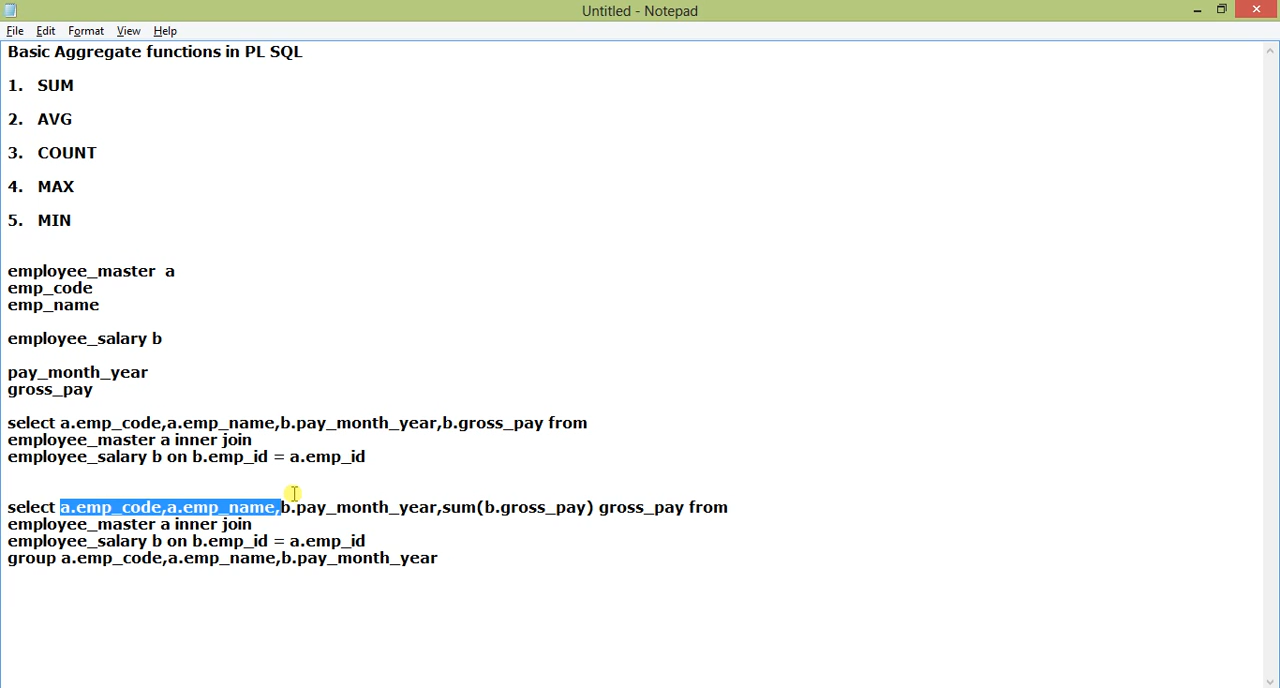 Untitled - Notepad
File Edit Format View Help
Basic Aggregate functions in PL SQL
1. SUM
2. AVG
3. COUNT
4. MAX
5. MIN
employee_master a
emp_code
emp_name
employee_salary b
pay_month_year
gross_pay
select a.emp_code,a.emp_name,b.pay_month_year,b.gross_pay from
employee_master a inner join
employee_salary b on b.emp_id = a.emp_id
select a.emp_code,a.emp_name,b.pay_month_year,sum(b.gross_pay) gross_pay from
employee_master a inner join
employee_salary b on b.emp_id = a.emp_id
group a.emp_code,a.emp_name,b.pay_month_year